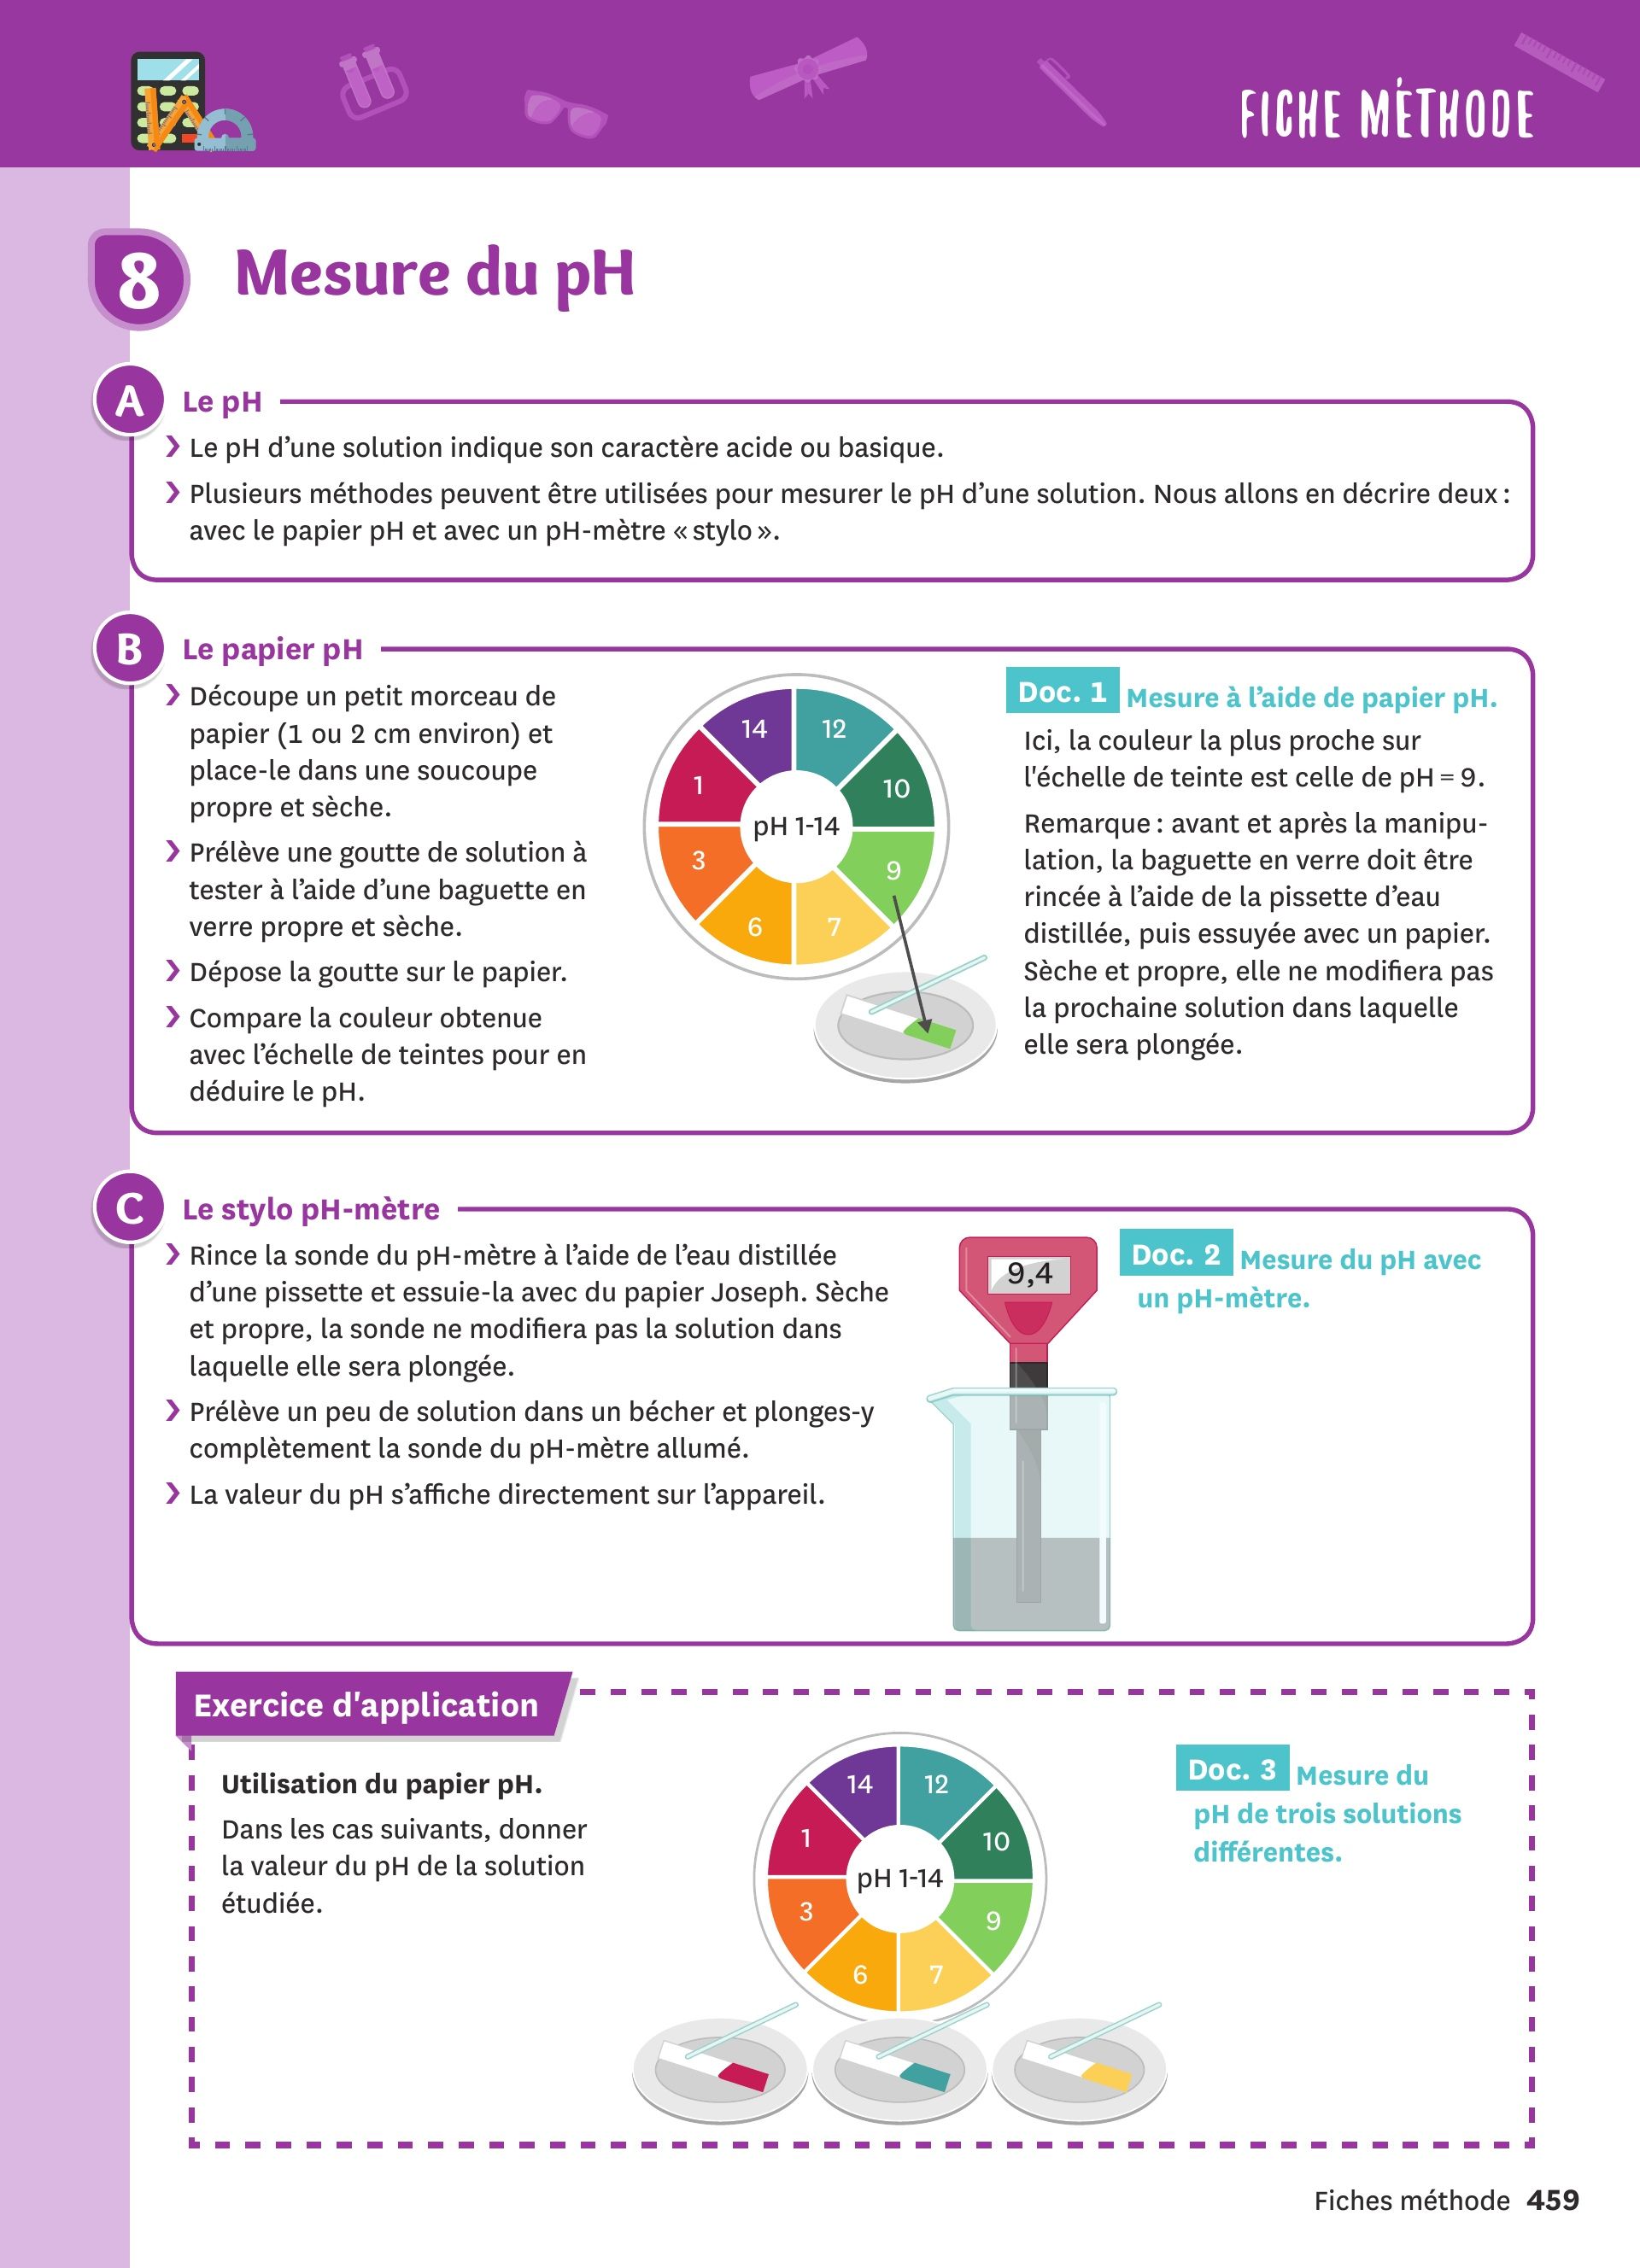 FICHE MÉTHODE
8
Mesure du pH
A
Le pH
❯ Le pH d’une solution indique son caractère acide ou basique.
❯ Plusieurs méthodes peuvent être utilisées pour mesurer le pH d’une solution. Nous allons en décrire deux :
avec le papier pH et avec un pH-mètre « stylo ».
B
Le papier pH
❯ Découpe un petit morceau de
papier (1 ou 2 cm environ) et
place-le dans une soucoupe
propre et sèche.
❯ Prélève une goutte de solution à
tester à l’aide d’une baguette en
verre propre et sèche.
❯ Dépose la goutte sur le papier.
❯ Compare la couleur obtenue
avec l’échelle de teintes pour en
déduire le pH.
14
12
1
10
pH 1-14
3
9
6
7
Doc. 1 Mesure à l’aide de papier pH.
Ici, la couleur la plus proche sur
l'échelle de teinte est celle de pH = 9.
Remarque : avant et après la manipu-
lation, la baguette en verre doit être
rincée à l’aide de la pissette d’eau
distillée, puis essuyée avec un papier.
Sèche et propre, elle ne modifiera pas
la prochaine solution dans laquelle
elle sera plongée.
C
Le stylo pH-mètre
❯ Rince la sonde du pH-mètre à l’aide de l’eau distillée
d’une pissette et essuie-la avec du papier Joseph. Sèche
et propre, la sonde ne modifiera pas la solution dans
laquelle elle sera plongée.
❯ Prélève un peu de solution dans un bécher et plonges-y
complètement la sonde du pH-mètre allumé.
❯ La valeur du pH s’affiche directement sur l’appareil.
9,4
Doc. 2 Mesure du pH avec
un pH-mètre.
Exercice d'application
Utilisation du papier pH.
Dans les cas suivants, donner
la valeur du pH de la solution
étudiée.
14
12
1
10
pH 1-14
3
9
6
7
Doc. 3 Mesure du
pH de trois solutions
différentes.
Fiches méthode 459